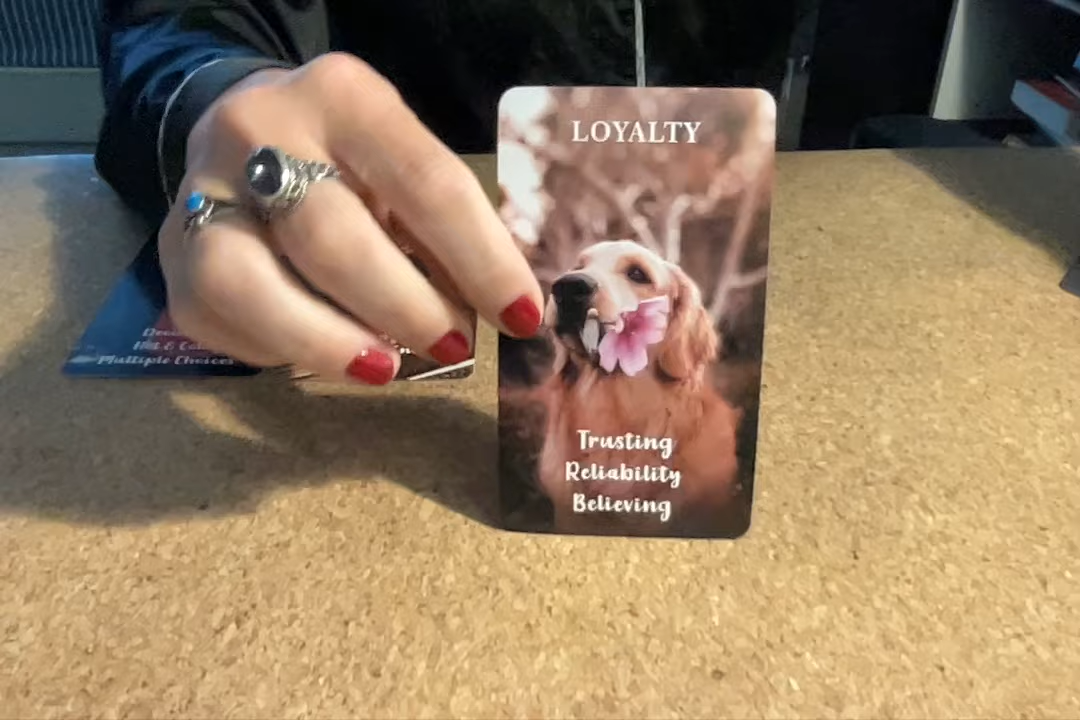 LOYALTY
Trusting
Reliability
Believing
Multiple Choices